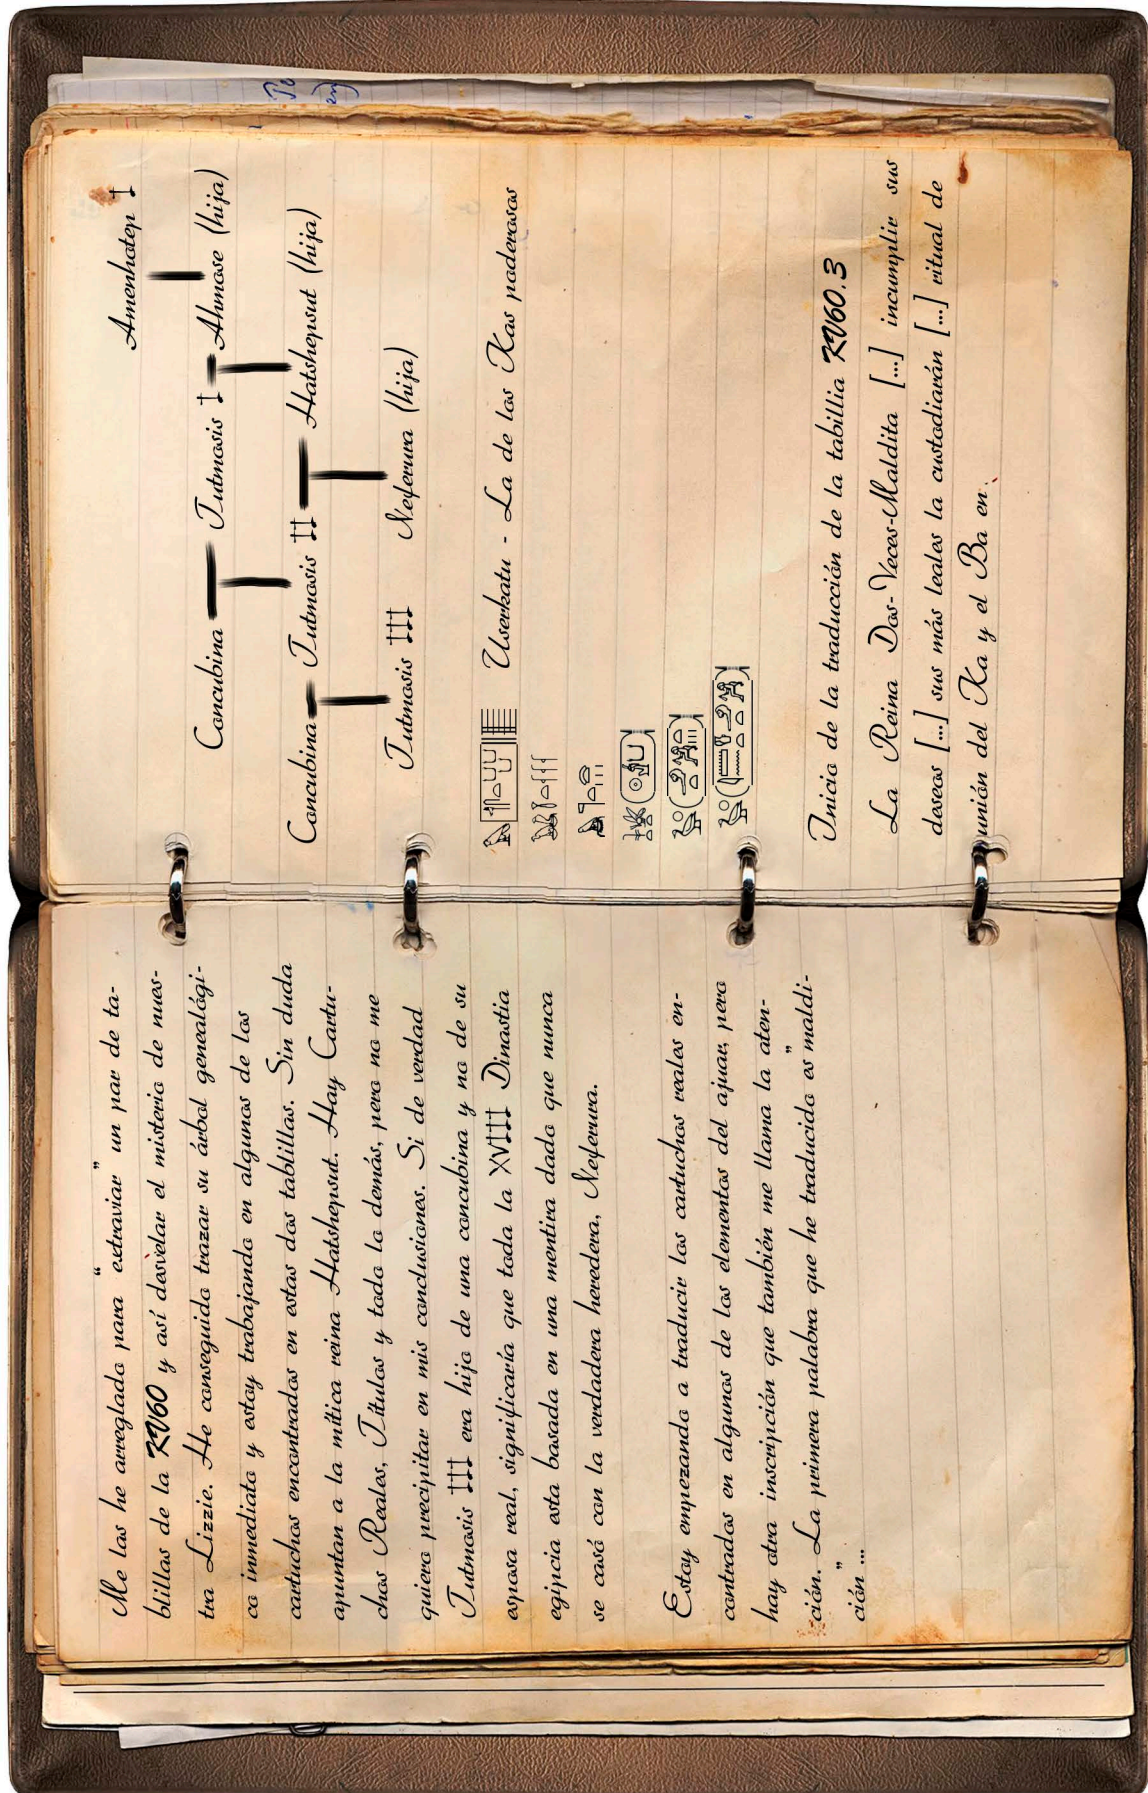 Me las he arreglado para "extraviar" un par de ta-
blillas de la KV60 y así desvelar el misterio de nues-
tra Lizzie. He conseguido trazar su árbol genealógi-
co inmediato y estoy trabajando en algunos de los
cartuchos encontrados en estas dos tablillas. Sin duda
apuntan a la mítica reina Hatshepsut. Hay Cartu-
chos Reales, Títulos y todo lo demás, pero no me
quiero precipitar en mis conclusiones. Si de verdad
Tutmosis III era hijo de una concubina y no de su
esposa real, significaría que toda la XVIII Dinastia
egipcia esta basada en una mentira dado que nunca
se casó con la verdadera heredera, Neferura.
Estoy empezando a traducir los cartuchos reales en-
contrados en algunos de los elementos del ajuar, pero
hay otra inscripción que también me llama la aten-
ción. La primera palabra que he traducido es "maldi-
ción"...
Amenhotep I
Concubina Tutmosis I Ahmose (hija)
Concubina Tutmosis II Hatshepsut (hija)
Tutmosis III Neferura (hija)
Userkatu - La de los Kas poderosos
Inicio de la traducción de la tabillia KV60.3
La Reina Dos-Veces-Maldita [...] incumplir sus
deseos [...] sus más leales la custodiarán [...] ritual de
unión del Ka y el Ba en.